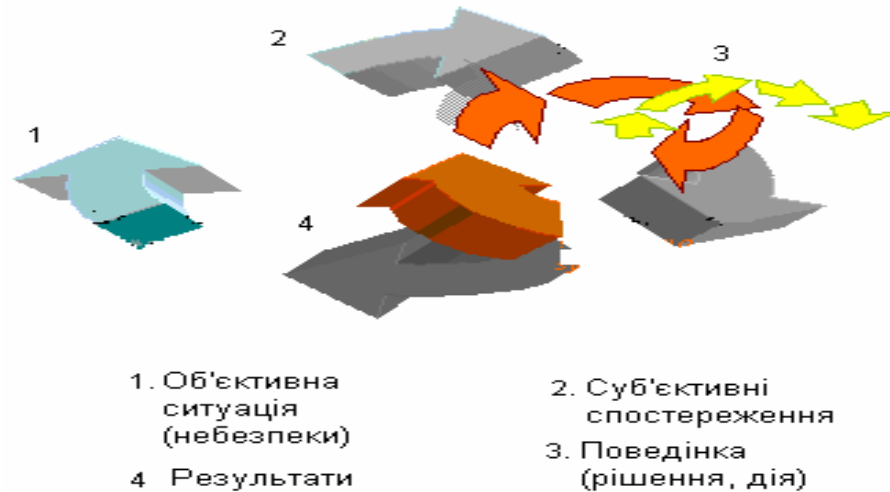 2
3
1
4
1. Об'єктивна
ситуація
(небезпеки)
2. Суб'єктивні
спостереження
3. Поведінка
(рішення, дія)
4 Результати